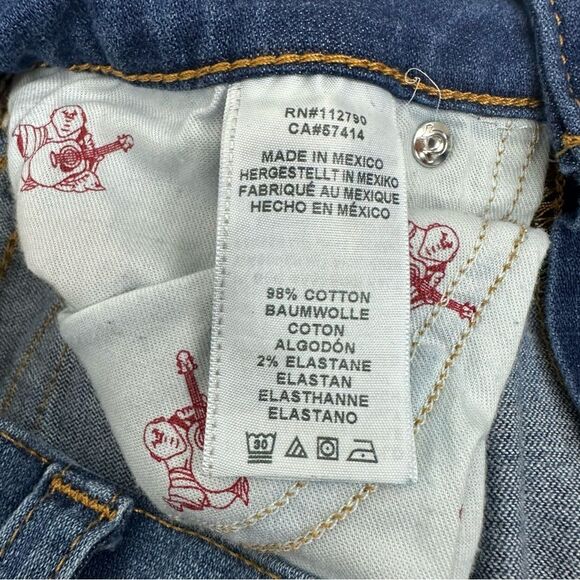 RN#112790
CA#57414
MADE IN MEXICO
HERGESTELLT IN MEXIKO
FABRIQUÉ AU MEXIQUE
HECHO EN MÉXICO
98% COTTON
BAUMWOLLE
COTON
ALGODÓN
2% ELASTANE
ELASTAN
ELASTHANNE
ELASTANO
30